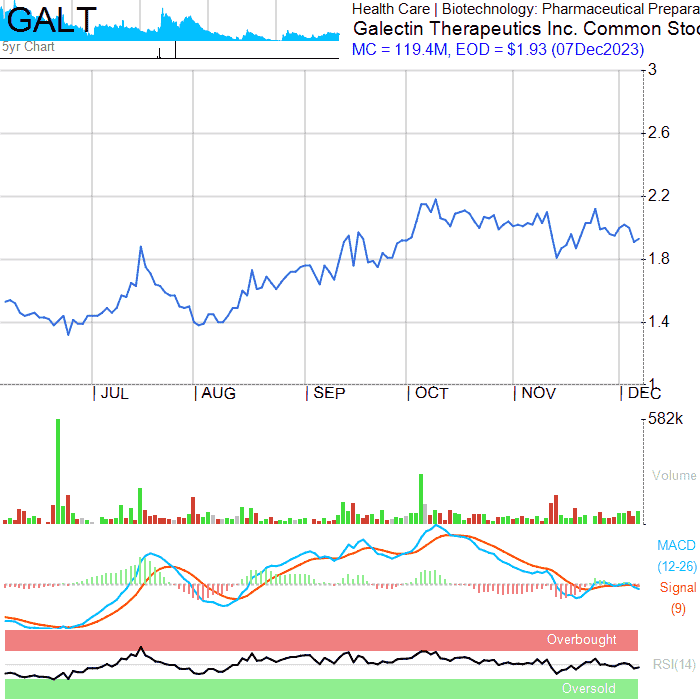 GALT
5yr Chart
Health Care | Biotechnology: Pharmaceutical Prepara
Galectin Therapeutics Inc. Common Stoc
MC = 119.4M, EOD = $1.93 (07Dec2023)
3
2.6
2.2
1.8
1.4
1
JUL AUG SEP OCT NOV DEC
582k
Volume
MACD
(12-26)
Signal
(9)
Overbought
RSI(14)
Oversold